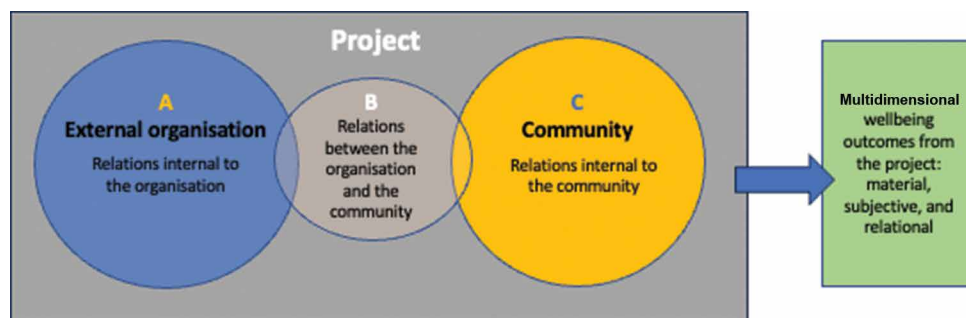 Project
A
External organisation
Relations internal to
the organisation
B
Relations
between the
organisation
and the
community
C
Community
Relations internal to
the community
Multidimensional
wellbeing
outcomes from
the project:
material,
subjective, and
relational